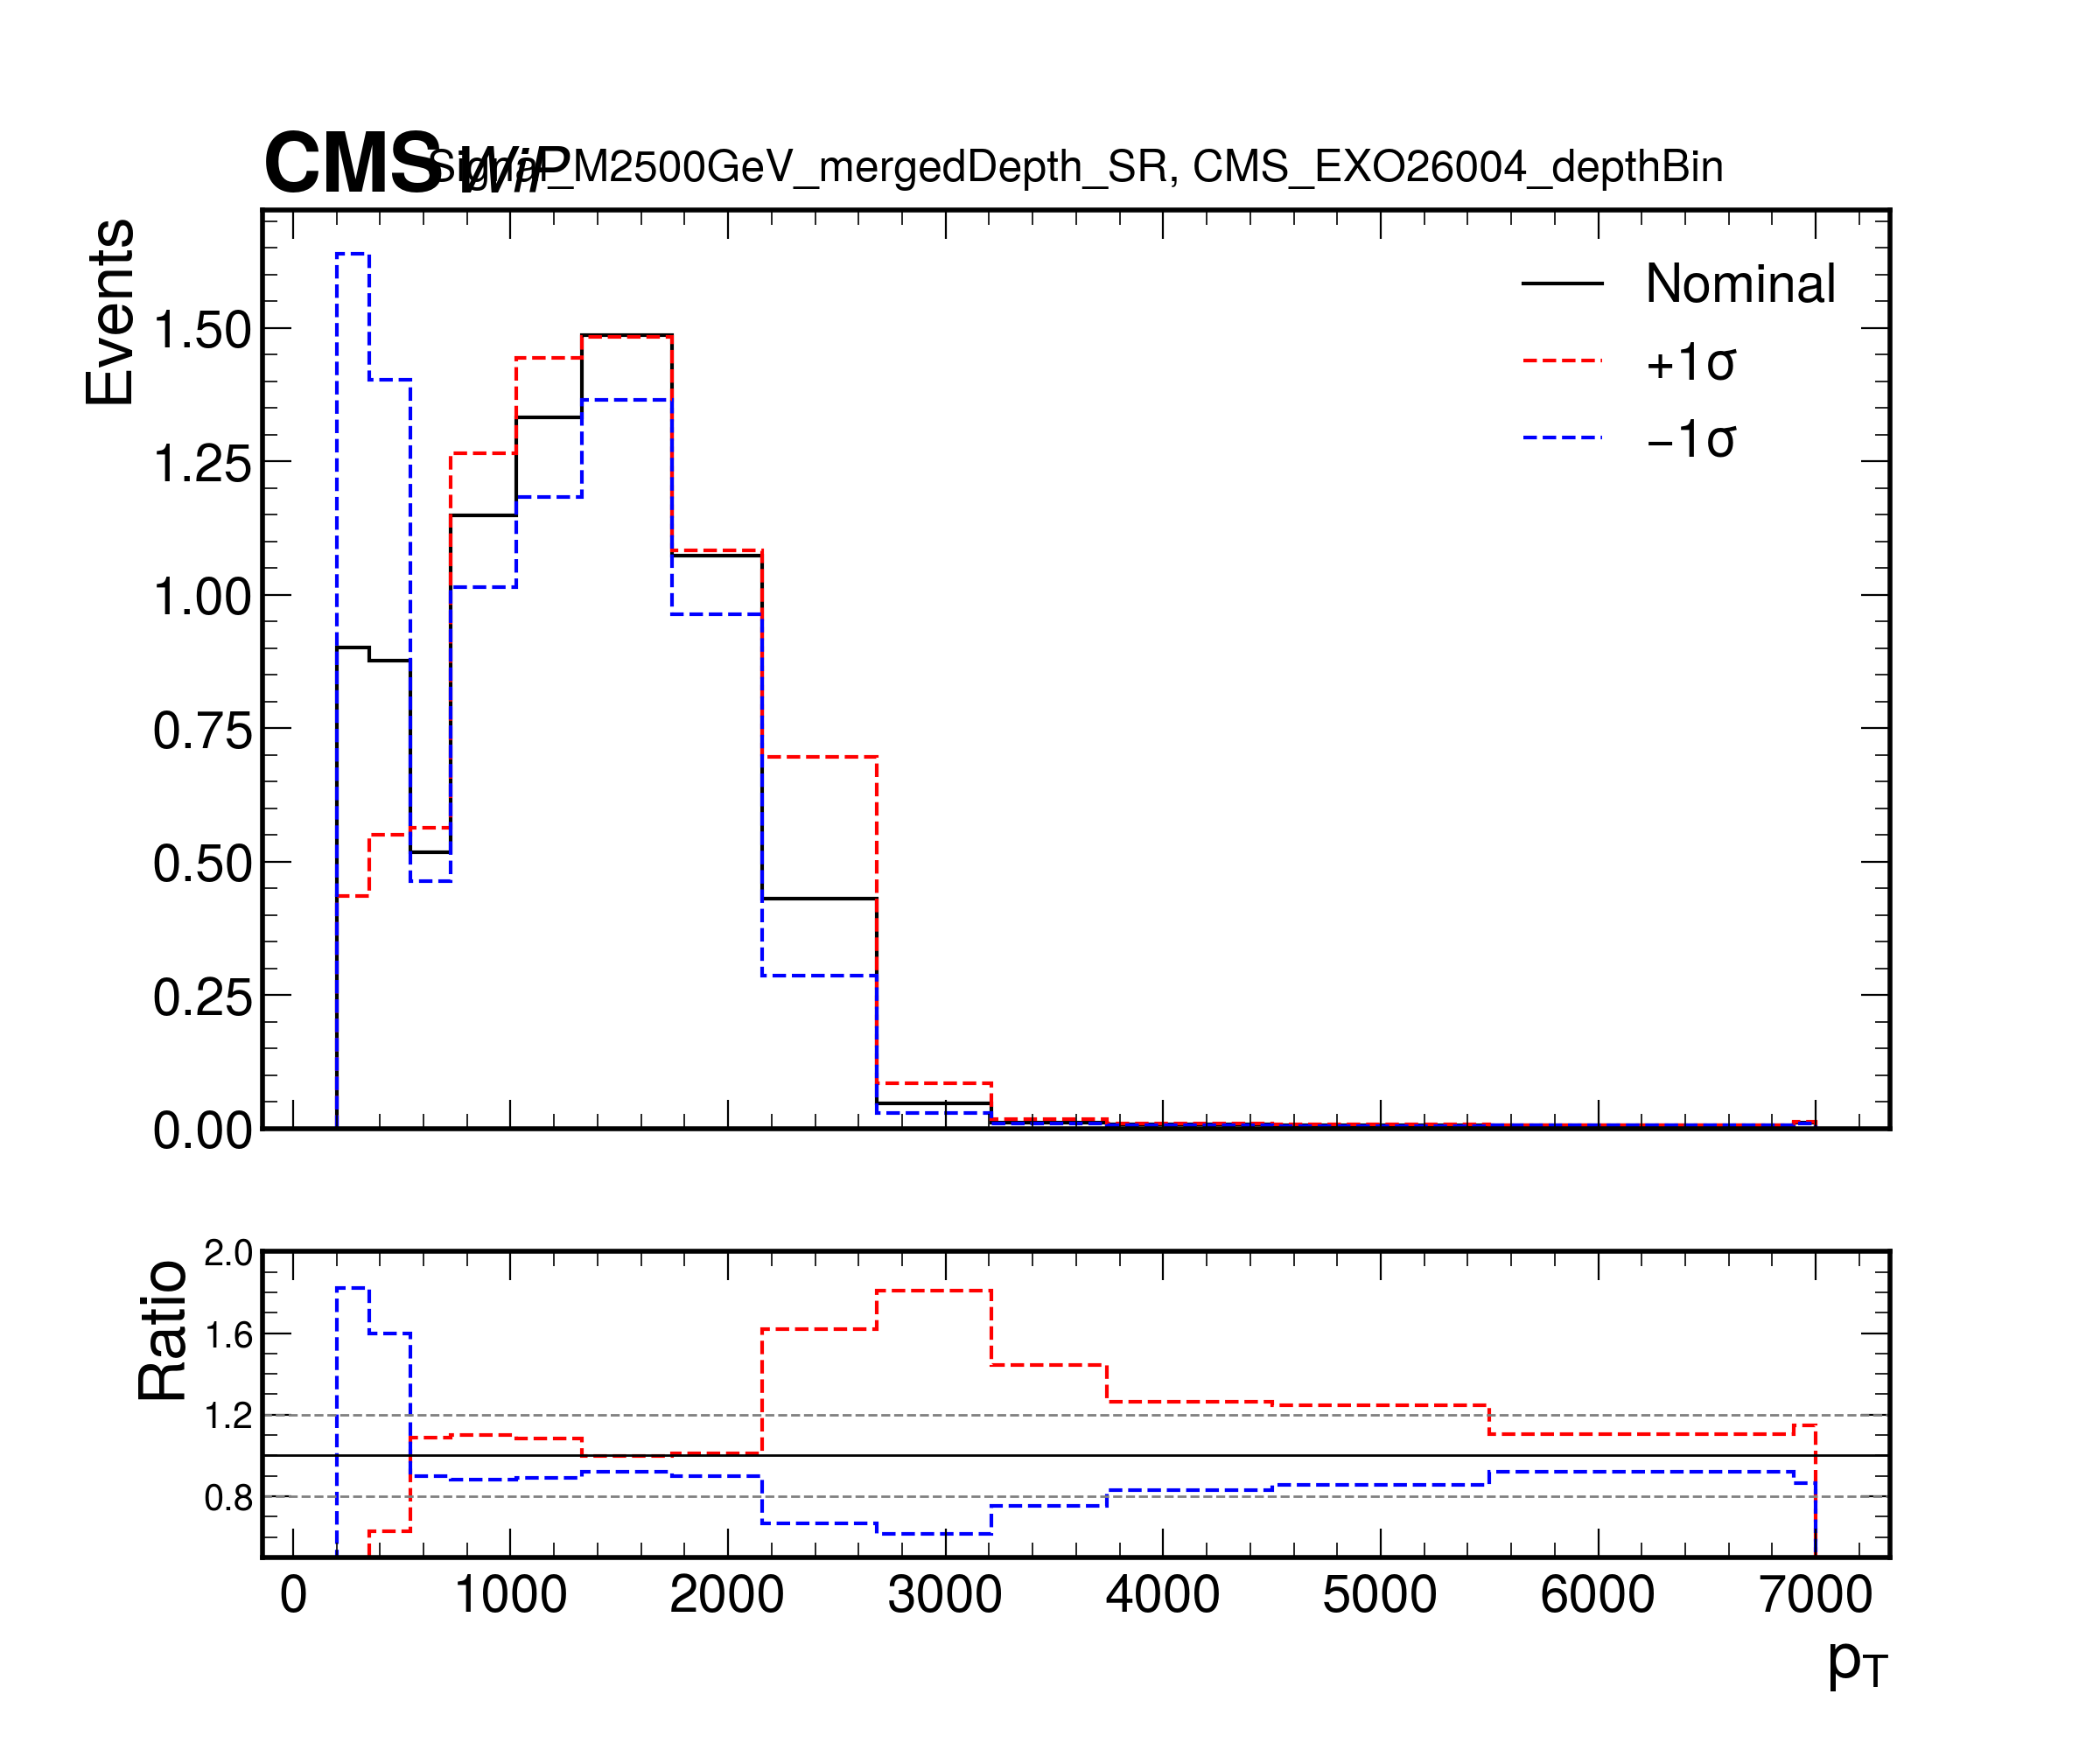 CMS WiP
Signal_M2500GeV_mergedDepth_SR, CMS_EXO26004_depthBin
Events
1.50
1.25
1.00
0.75
0.50
0.25
0.00
Nominal
+1σ
−1σ
Ratio
2.0
1.6
1.2
0.8
0 1000 2000 3000 4000 5000 6000 7000
pT